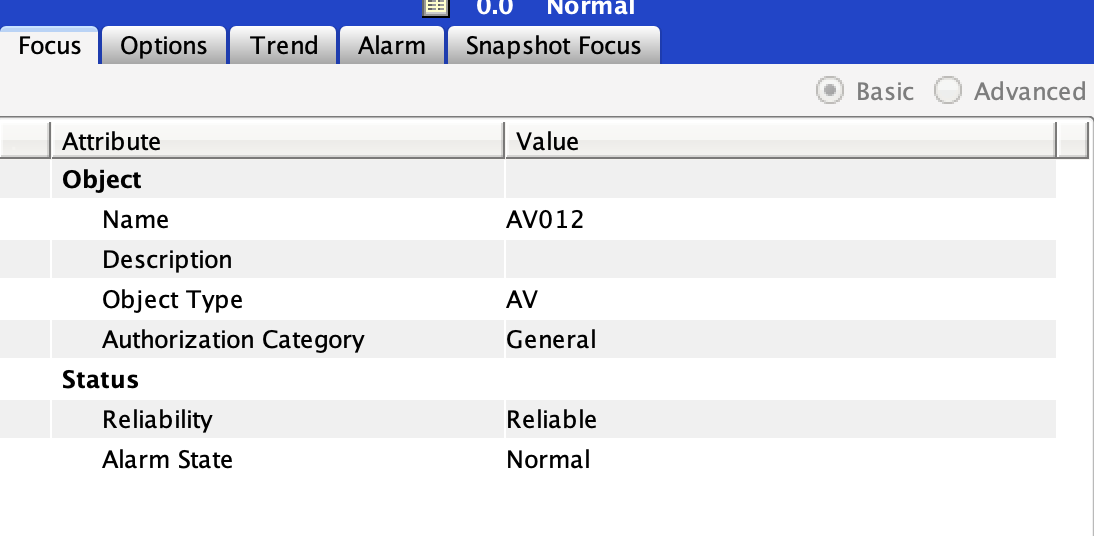 0.0 Normal
Focus Options Trend Alarm Snapshot Focus
Basic Advanced
Attribute Value
Object
Name AV012
Description
Object Type AV
Authorization Category General
Status
Reliability Reliable
Alarm State Normal